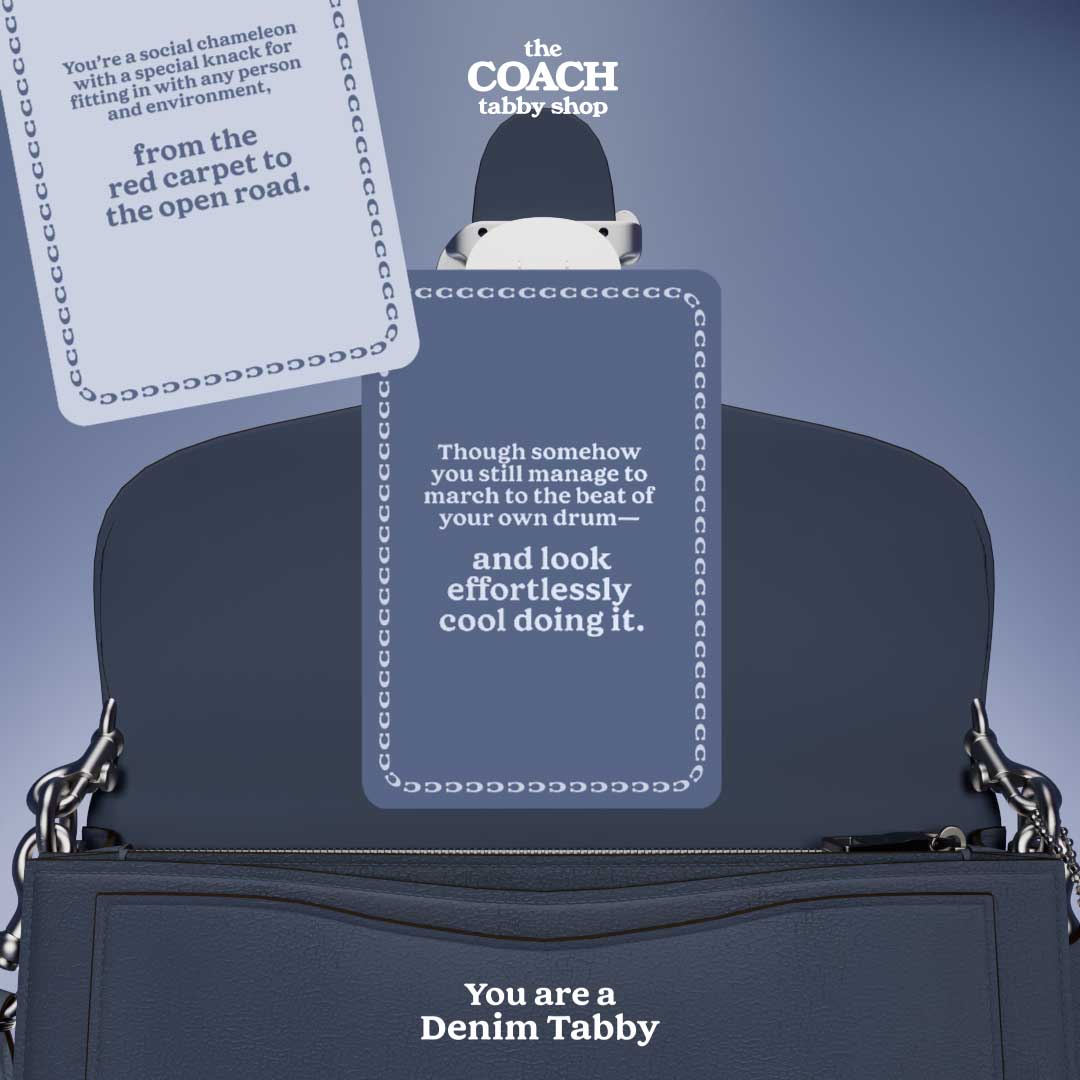 the
COACH
tabby shop
You're a social chameleon
with a special knack for
fitting in with any person
and environment,
from the
red carpet to
the open road.
Though somehow
you still manage to
march to the beat of
your own drum—
and look
effortlessly
cool doing it.
You are a
Denim Tabby